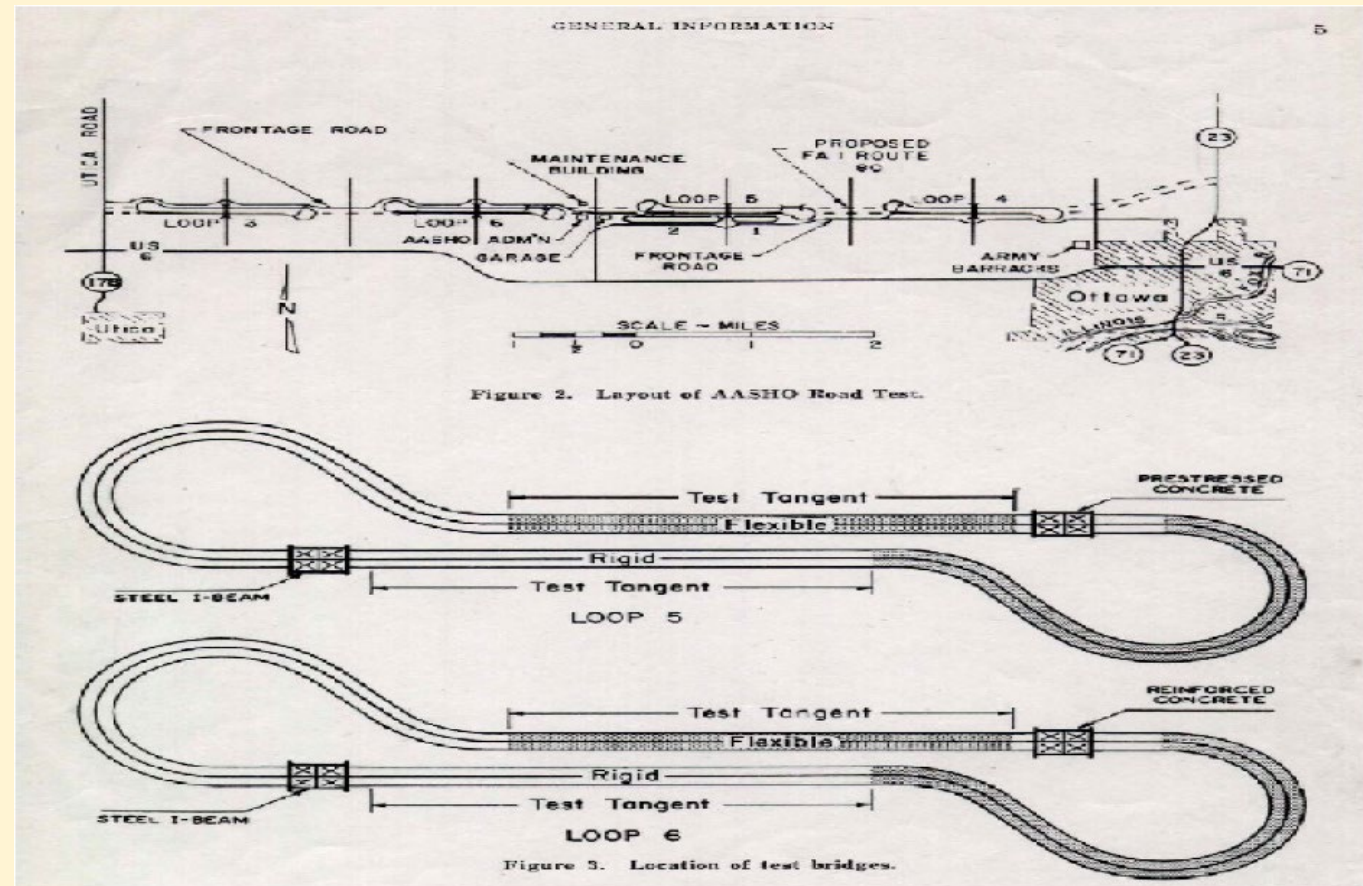 GENERAL INFORMATION
5
UTICA ROAD
FRONTAGE ROAD
MAINTENANCE
BUILDING
PROPOSED
FAI ROUTE
80
23
LOOP 3
LOOP 6
LOOP 5
LOOP 4
AASHO ADM'N
GARAGE
2
1
FRONTAGE
ROAD
ARMY
BARRACKS
US
6
US
6
71
178
Utica
N
Ottawa
ILLINOIS
FOX
R
71
23
SCALE ~ MILES
1
1/2
0
1
2
Figure 2. Layout of AASHO Road Test.
PRESTRESSED
CONCRETE
Test Tangent
Flexible
Rigid
STEEL I-BEAM
Test Tangent
LOOP 5
REINFORCED
CONCRETE
Test Tangent
Flexible
Rigid
STEEL I-BEAM
Test Tangent
LOOP 6
Figure 3. Location of test bridges.